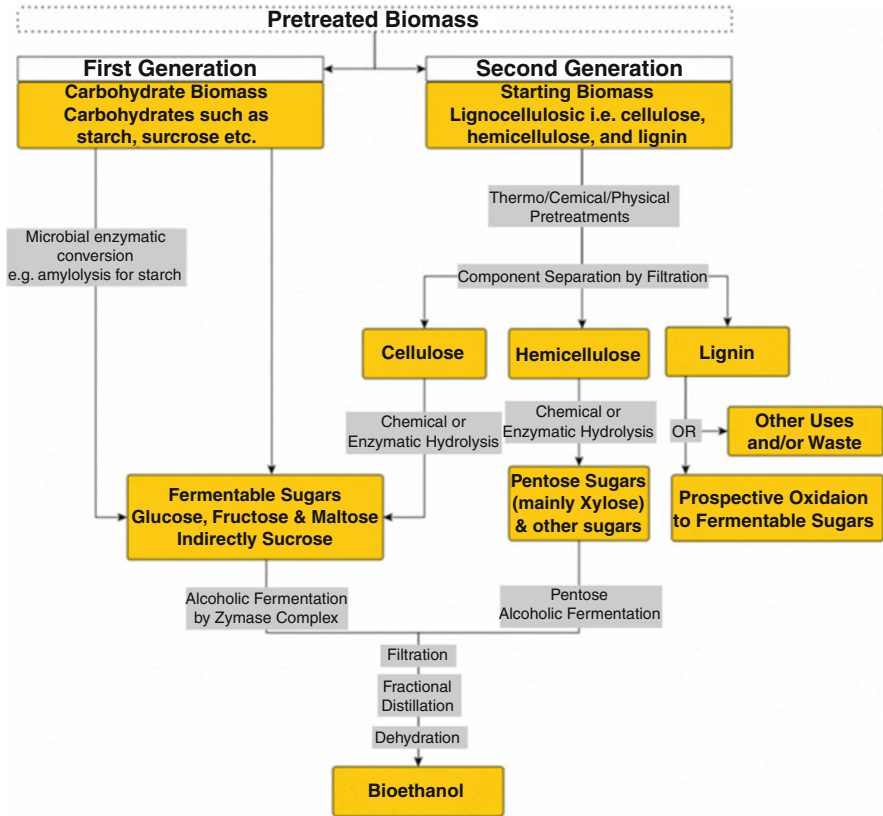 Pretreated Biomass
First Generation
Second Generation
Carbohydrate Biomass
Carbohydrates such as
starch, surcrose etc.
Starting Biomass
Lignocellulosic i.e. cellulose,
hemicellulose, and lignin
Thermo/Cemical/Physical
Pretreatments
Microbial enzymatic
conversion
e.g. amylolysis for starch
Component Separation by Filtration
Cellulose
Hemicellulose
Lignin
Chemical or
Enzymatic Hydrolysis
Chemical or
Enzymatic Hydrolysis
OR
Other Uses
and/or Waste
Fermentable Sugars
Glucose, Fructose & Maltose
Indirectly Sucrose
Pentose Sugars
(mainly Xylose)
& other sugars
Prospective Oxidaion
to Fermentable Sugars
Alcoholic Fermentation
by Zymase Complex
Pentose
Alcoholic Fermentation
Filtration
Fractional
Distillation
Dehydration
Bioethanol